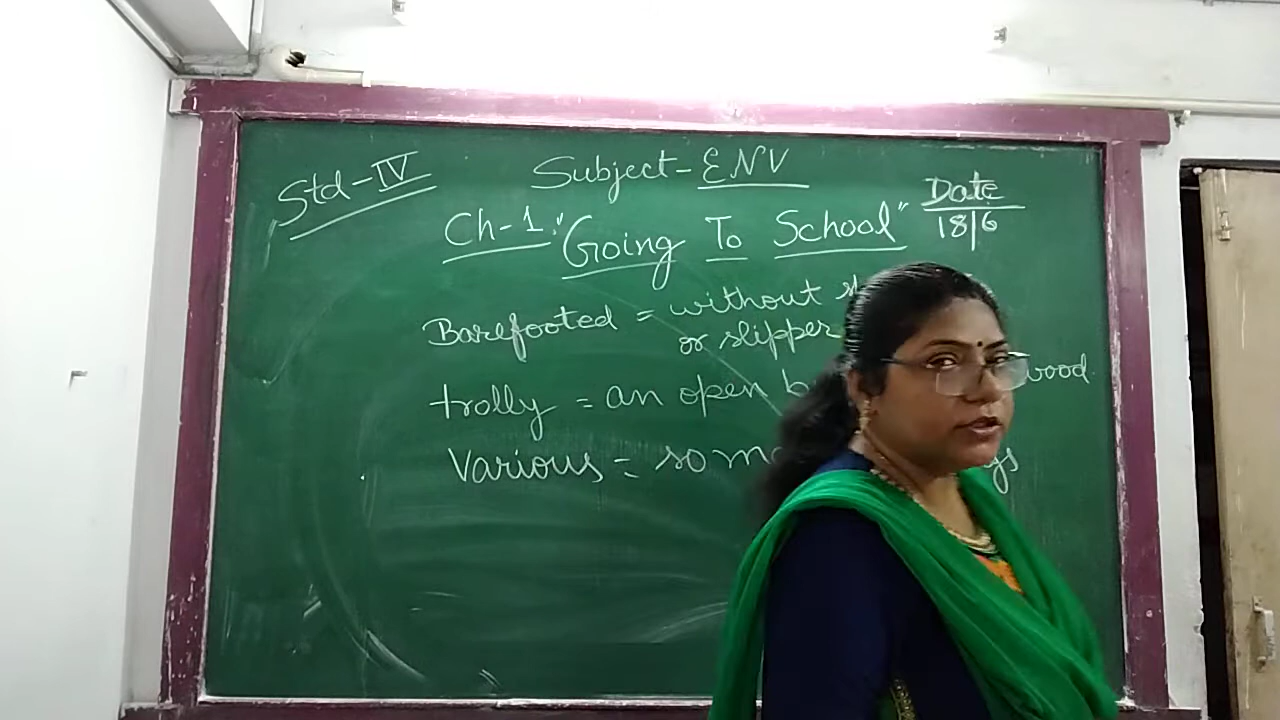 Std-IV Subject-ENV Date
Ch-1. "Going To School" 18/6
Barefooted = without
or slipper
trolly = an open wood.
Various = some